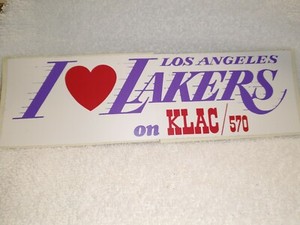 I ❤ LOS ANGELES
LAKERS
on KLAC/570